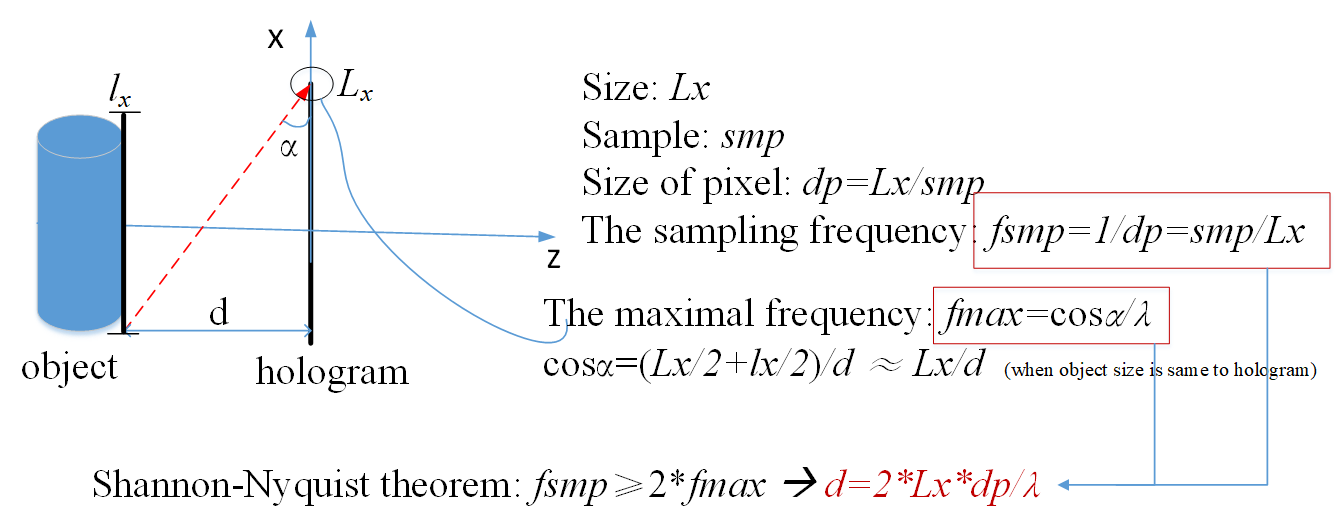 x
lx
Lx
α
z
d
object
hologram
Size: Lx
Sample: smp
Size of pixel: dp=Lx/smp
The sampling frequency: fsmp=1/dp=smp/Lx
The maximal frequency: fmax=cosα/λ
cosα=(Lx/2+lx/2)/d ≈ Lx/d (when object size is same to hologram)
Shannon-Nyquist theorem: fsmp⩾2*fmax → d=2*Lx*dp/λ